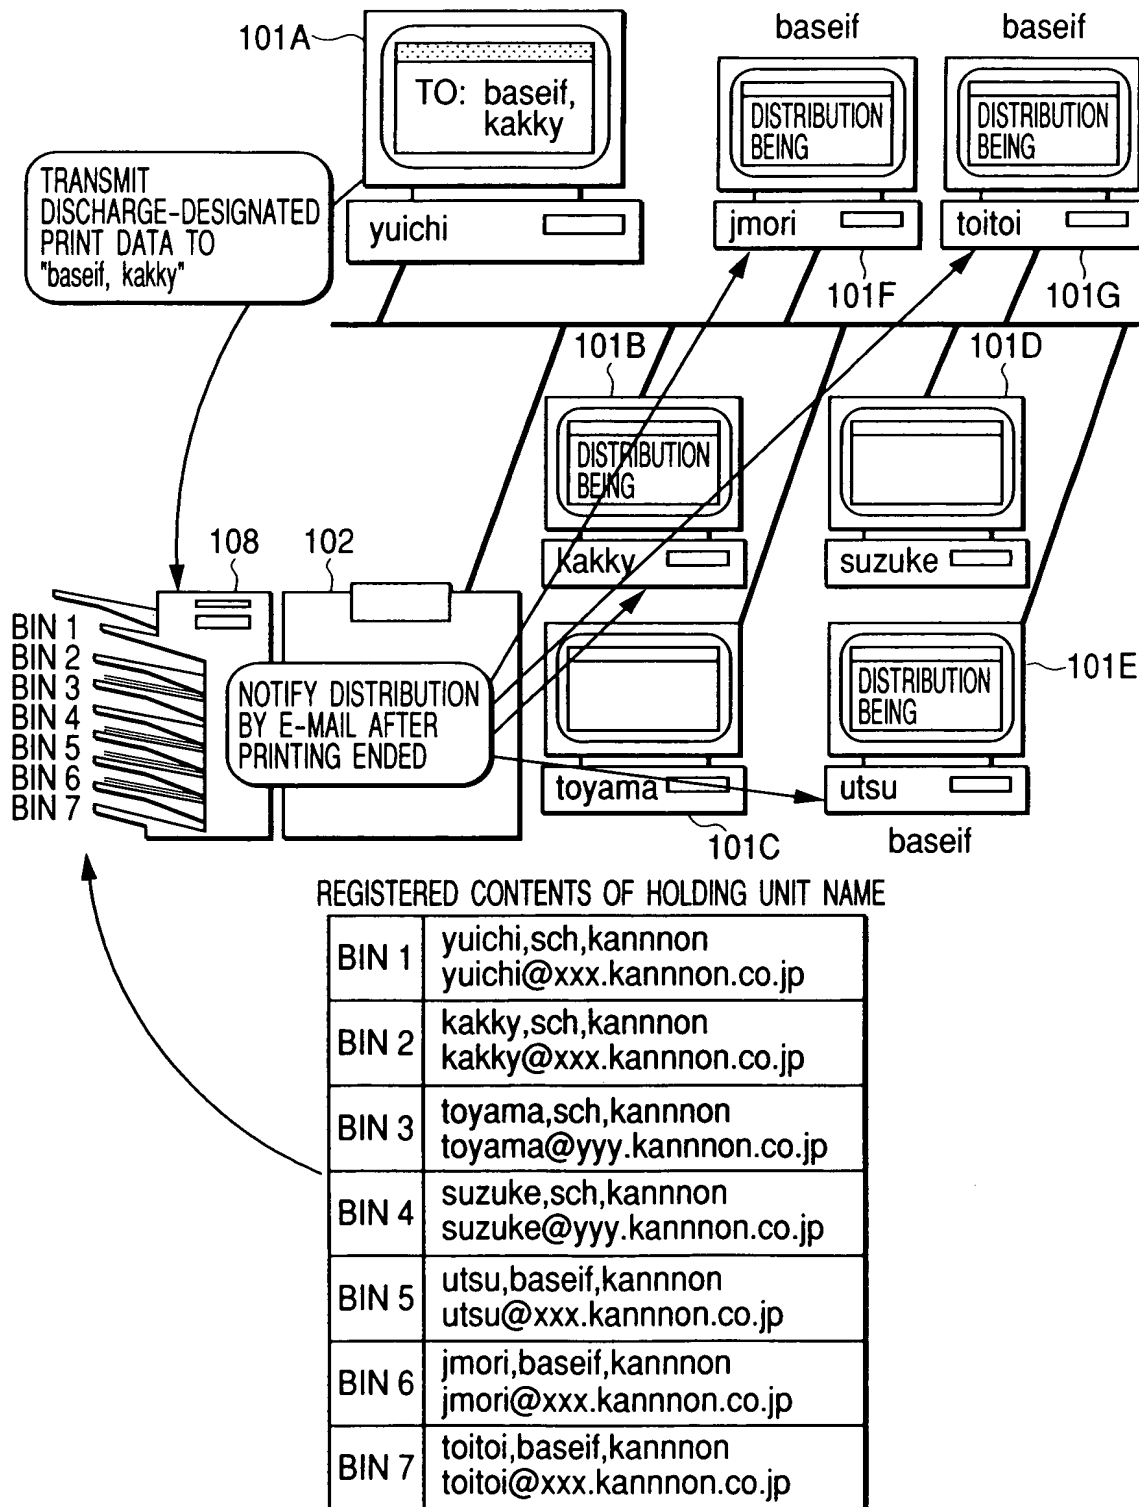 101A
baseif
baseif
TO: baseif,
kakky
DISTRIBUTION
BEING
DISTRIBUTION
BEING
TRANSMIT
DISCHARGE-DESIGNATED
PRINT DATA TO
"baseif, kakky"
yuichi
jmori
toitoi
101F
101G
101B
101D
DISTRIBUTION
BEING
108
102
kakky
suzuke
BIN 1
BIN 2
BIN 3
BIN 4
BIN 5
BIN 6
BIN 7
NOTIFY DISTRIBUTION
BY E-MAIL AFTER
PRINTING ENDED
DISTRIBUTION
BEING
101E
toyama
utsu
101C
baseif
REGISTERED CONTENTS OF HOLDING UNIT NAME
BIN 1
yuichi,sch,kannnon
yuichi@xxx.kannnon.co.jp
BIN 2
kakky,sch,kannnon
kakky@xxx.kannnon.co.jp
BIN 3
toyama,sch,kannnon
toyama@yyy.kannnon.co.jp
BIN 4
suzuke,sch,kannnon
suzuke@yyy.kannnon.co.jp
BIN 5
utsu,baseif,kannnon
utsu@xxx.kannnon.co.jp
BIN 6
jmori,baseif,kannnon
jmori@xxx.kannnon.co.jp
BIN 7
toitoi,baseif,kannnon
toitoi@xxx.kannnon.co.jp